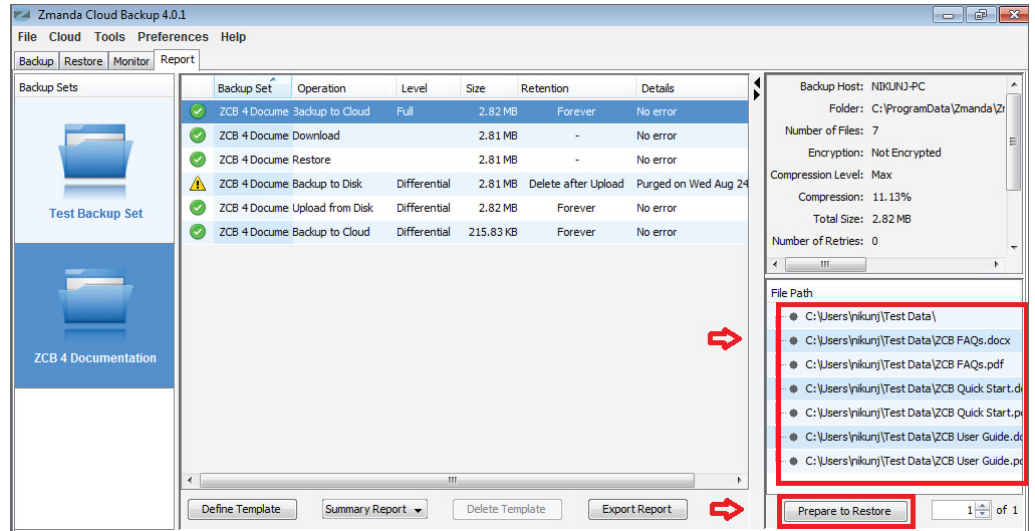 Zmanda Cloud Backup 4.0.1
File Cloud Tools Preferences Help
Backup Restore Monitor Report
Backup Sets
Test Backup Set
ZCB 4 Documentation
Backup Set Operation Level Size Retention Details
ZCB 4 Docume Backup to Cloud Full 2.82 MB Forever No error
ZCB 4 Docume Download 2.81 MB - No error
ZCB 4 Docume Restore 2.81 MB - No error
ZCB 4 Docume Backup to Disk Differential 2.81 MB Delete after Upload Purged on Wed Aug 24
ZCB 4 Docume Upload from Disk Differential 2.82 MB Forever No error
ZCB 4 Docume Backup to Cloud Differential 215.83 KB Forever No error
Define Template Summary Report Delete Template Export Report
Backup Host: NIKUNJ-PC
Folder: C:\ProgramData\Zmanda\Zr
Number of Files: 7
Encryption: Not Encrypted
Compression Level: Max
Compression: 11.13%
Total Size: 2.82 MB
Number of Retries: 0
File Path
C:\Users\nikunj\Test Data\
C:\Users\nikunj\Test Data\ZCB FAQs.docx
C:\Users\nikunj\Test Data\ZCB FAQs.pdf
C:\Users\nikunj\Test Data\ZCB Quick Start.do
C:\Users\nikunj\Test Data\ZCB Quick Start.pd
C:\Users\nikunj\Test Data\ZCB User Guide.do
C:\Users\nikunj\Test Data\ZCB User Guide.pd
Prepare to Restore 1 of 1